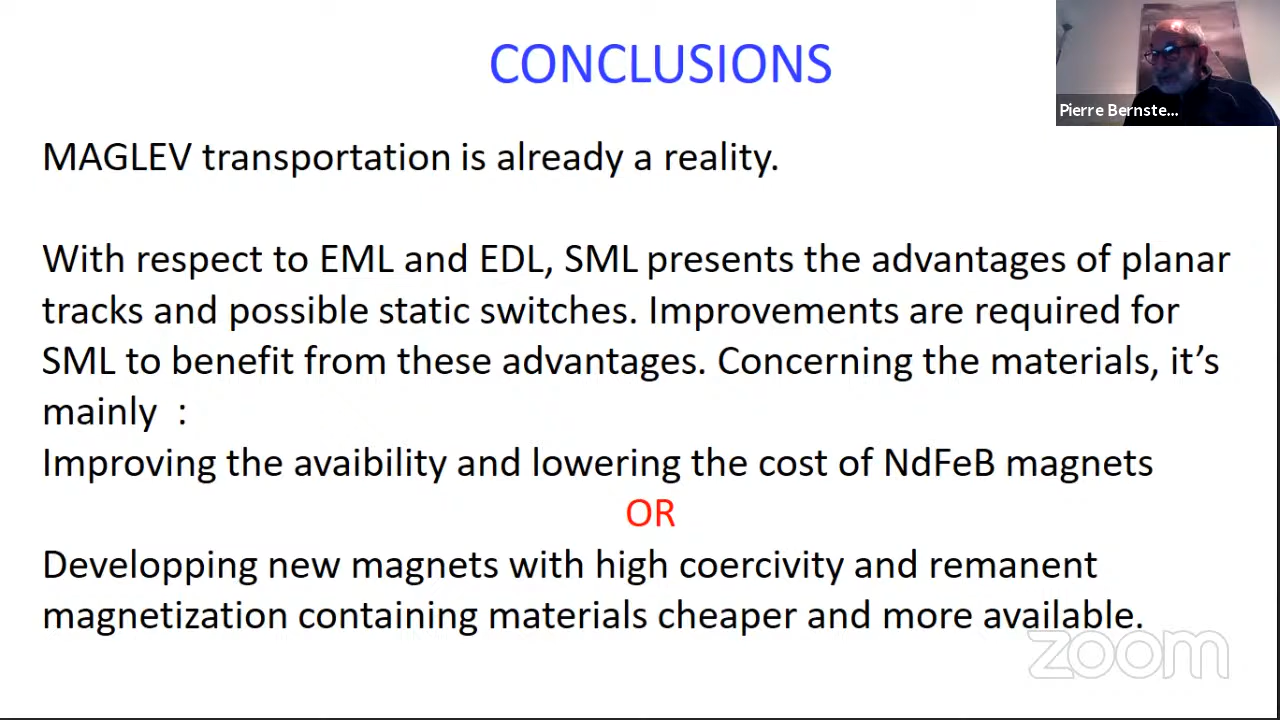 CONCLUSIONS
Pierre Bernste...
MAGLEV transportation is already a reality.
With respect to EML and EDL, SML presents the advantages of planar
tracks and possible static switches. Improvements are required for
SML to benefit from these advantages. Concerning the materials, it’s
mainly :
Improving the avaibility and lowering the cost of NdFeB magnets
OR
Developping new magnets with high coercivity and remanent
magnetization containing materials cheaper and more available.
zoom